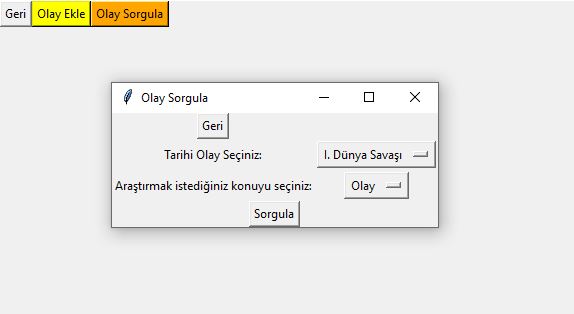 Geri Olay Ekle Olay Sorgula
Olay Sorgula
Geri
Tarihi Olay Seçiniz: I. Dünya Savaşı
Araştırmak istediğiniz konuyu seçiniz: Olay
Sorgula